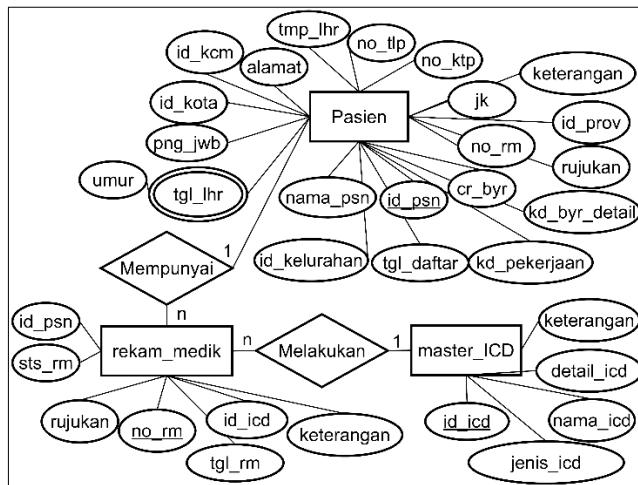 tmp_lhr
no_tlp
id_kcm
alamat
no_ktp
keterangan
id_kota
Pasien
jk
id_prov
png_jwb
no_rm
rujukan
umur
tgl_lhr
nama_psn
id_psn
cr_byr
kd_byr_detail
id_kelurahan
tgl_daftar
kd_pekerjaan
1
Mempunyai
n
id_psn
sts_rm
rekam_medik
n
Melakukan
1
master_ICD
keterangan
detail_icd
rujukan
no_rm
id_icd
keterangan
tgl_rm
id_icd
nama_icd
jenis_icd